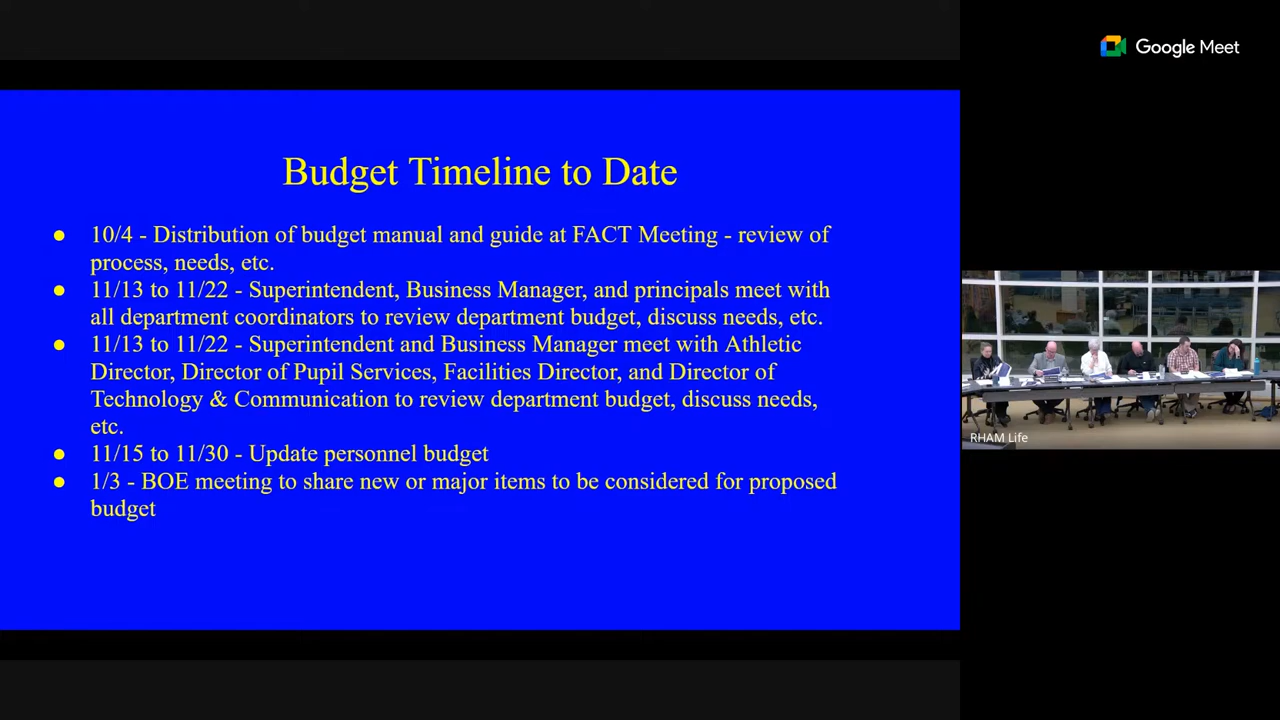 Google Meet
Budget Timeline to Date
● 10/4 - Distribution of budget manual and guide at FACT Meeting - review of
process, needs, etc.
● 11/13 to 11/22 - Superintendent, Business Manager, and principals meet with
all department coordinators to review department budget, discuss needs, etc.
● 11/13 to 11/22 - Superintendent and Business Manager meet with Athletic
Director, Director of Pupil Services, Facilities Director, and Director of
Technology & Communication to review department budget, discuss needs,
etc.
● 11/15 to 11/30 - Update personnel budget
● 1/3 - BOE meeting to share new or major items to be considered for proposed
budget
RHAM Life